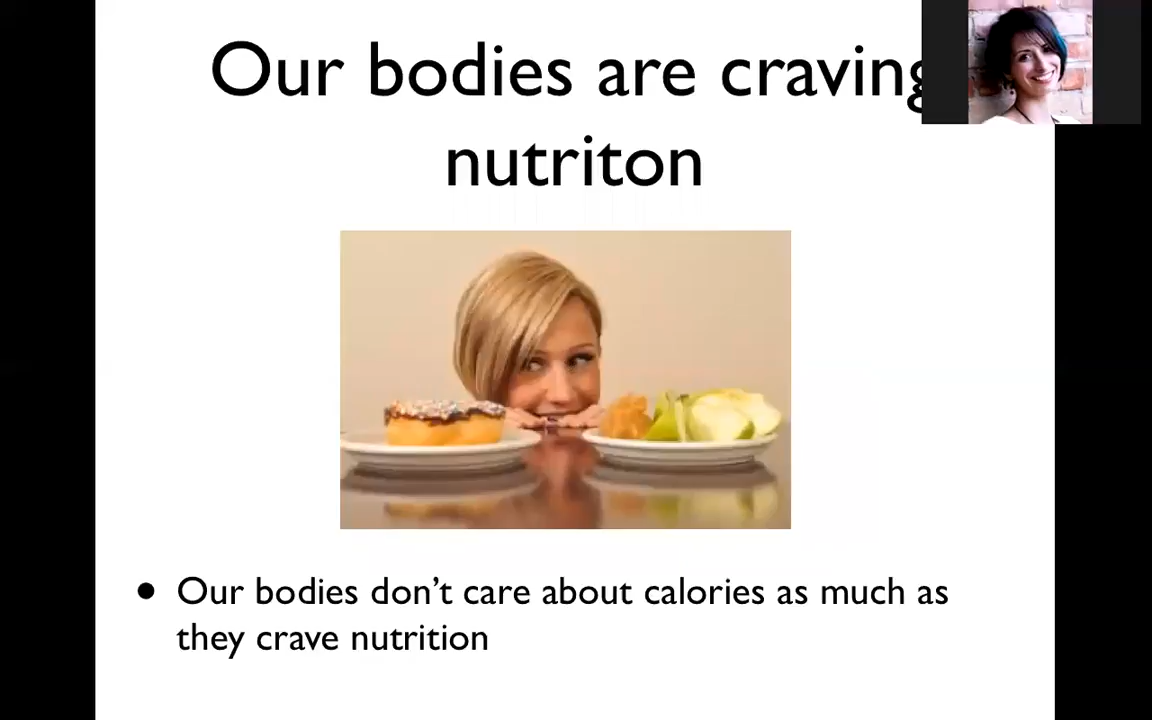 Our bodies are craving
nutriton
• Our bodies don’t care about calories as much as
they crave nutrition